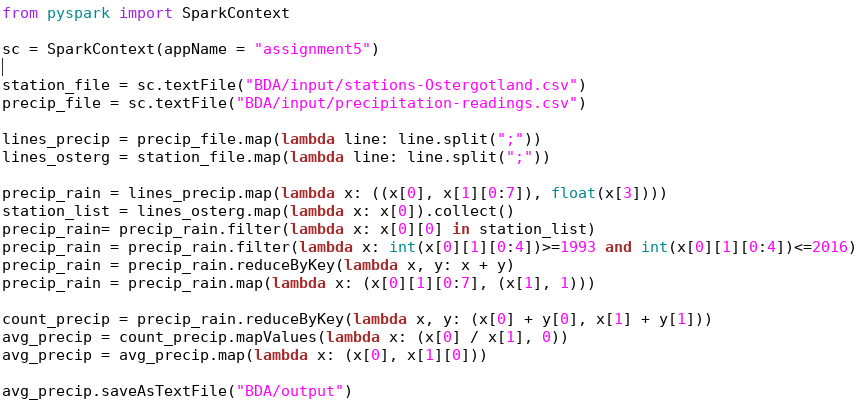 from pyspark import SparkContext
sc = SparkContext(appName = "assignment5")
station_file = sc.textFile("BDA/input/stations-Ostergotland.csv")
precip_file = sc.textFile("BDA/input/precipitation-readings.csv")
lines_precip = precip_file.map(lambda line: line.split(";"))
lines_osterg = station_file.map(lambda line: line.split(";"))
precip_rain = lines_precip.map(lambda x: ((x[0], x[1][0:7]), float(x[3])))
station_list = lines_osterg.map(lambda x: x[0]).collect()
precip_rain= precip_rain.filter(lambda x: x[0][0] in station_list)
precip_rain = precip_rain.filter(lambda x: int(x[0][1][0:4])>=1993 and int(x[0][1][0:4])<=2016)
precip_rain = precip_rain.reduceByKey(lambda x, y: x + y)
precip_rain = precip_rain.map(lambda x: (x[0][1][0:7], (x[1], 1)))
count_precip = precip_rain.reduceByKey(lambda x, y: (x[0] + y[0], x[1] + y[1]))
avg_precip = count_precip.mapValues(lambda x: (x[0] / x[1], 0))
avg_precip = avg_precip.map(lambda x: (x[0], x[1][0]))
avg_precip.saveAsTextFile("BDA/output")